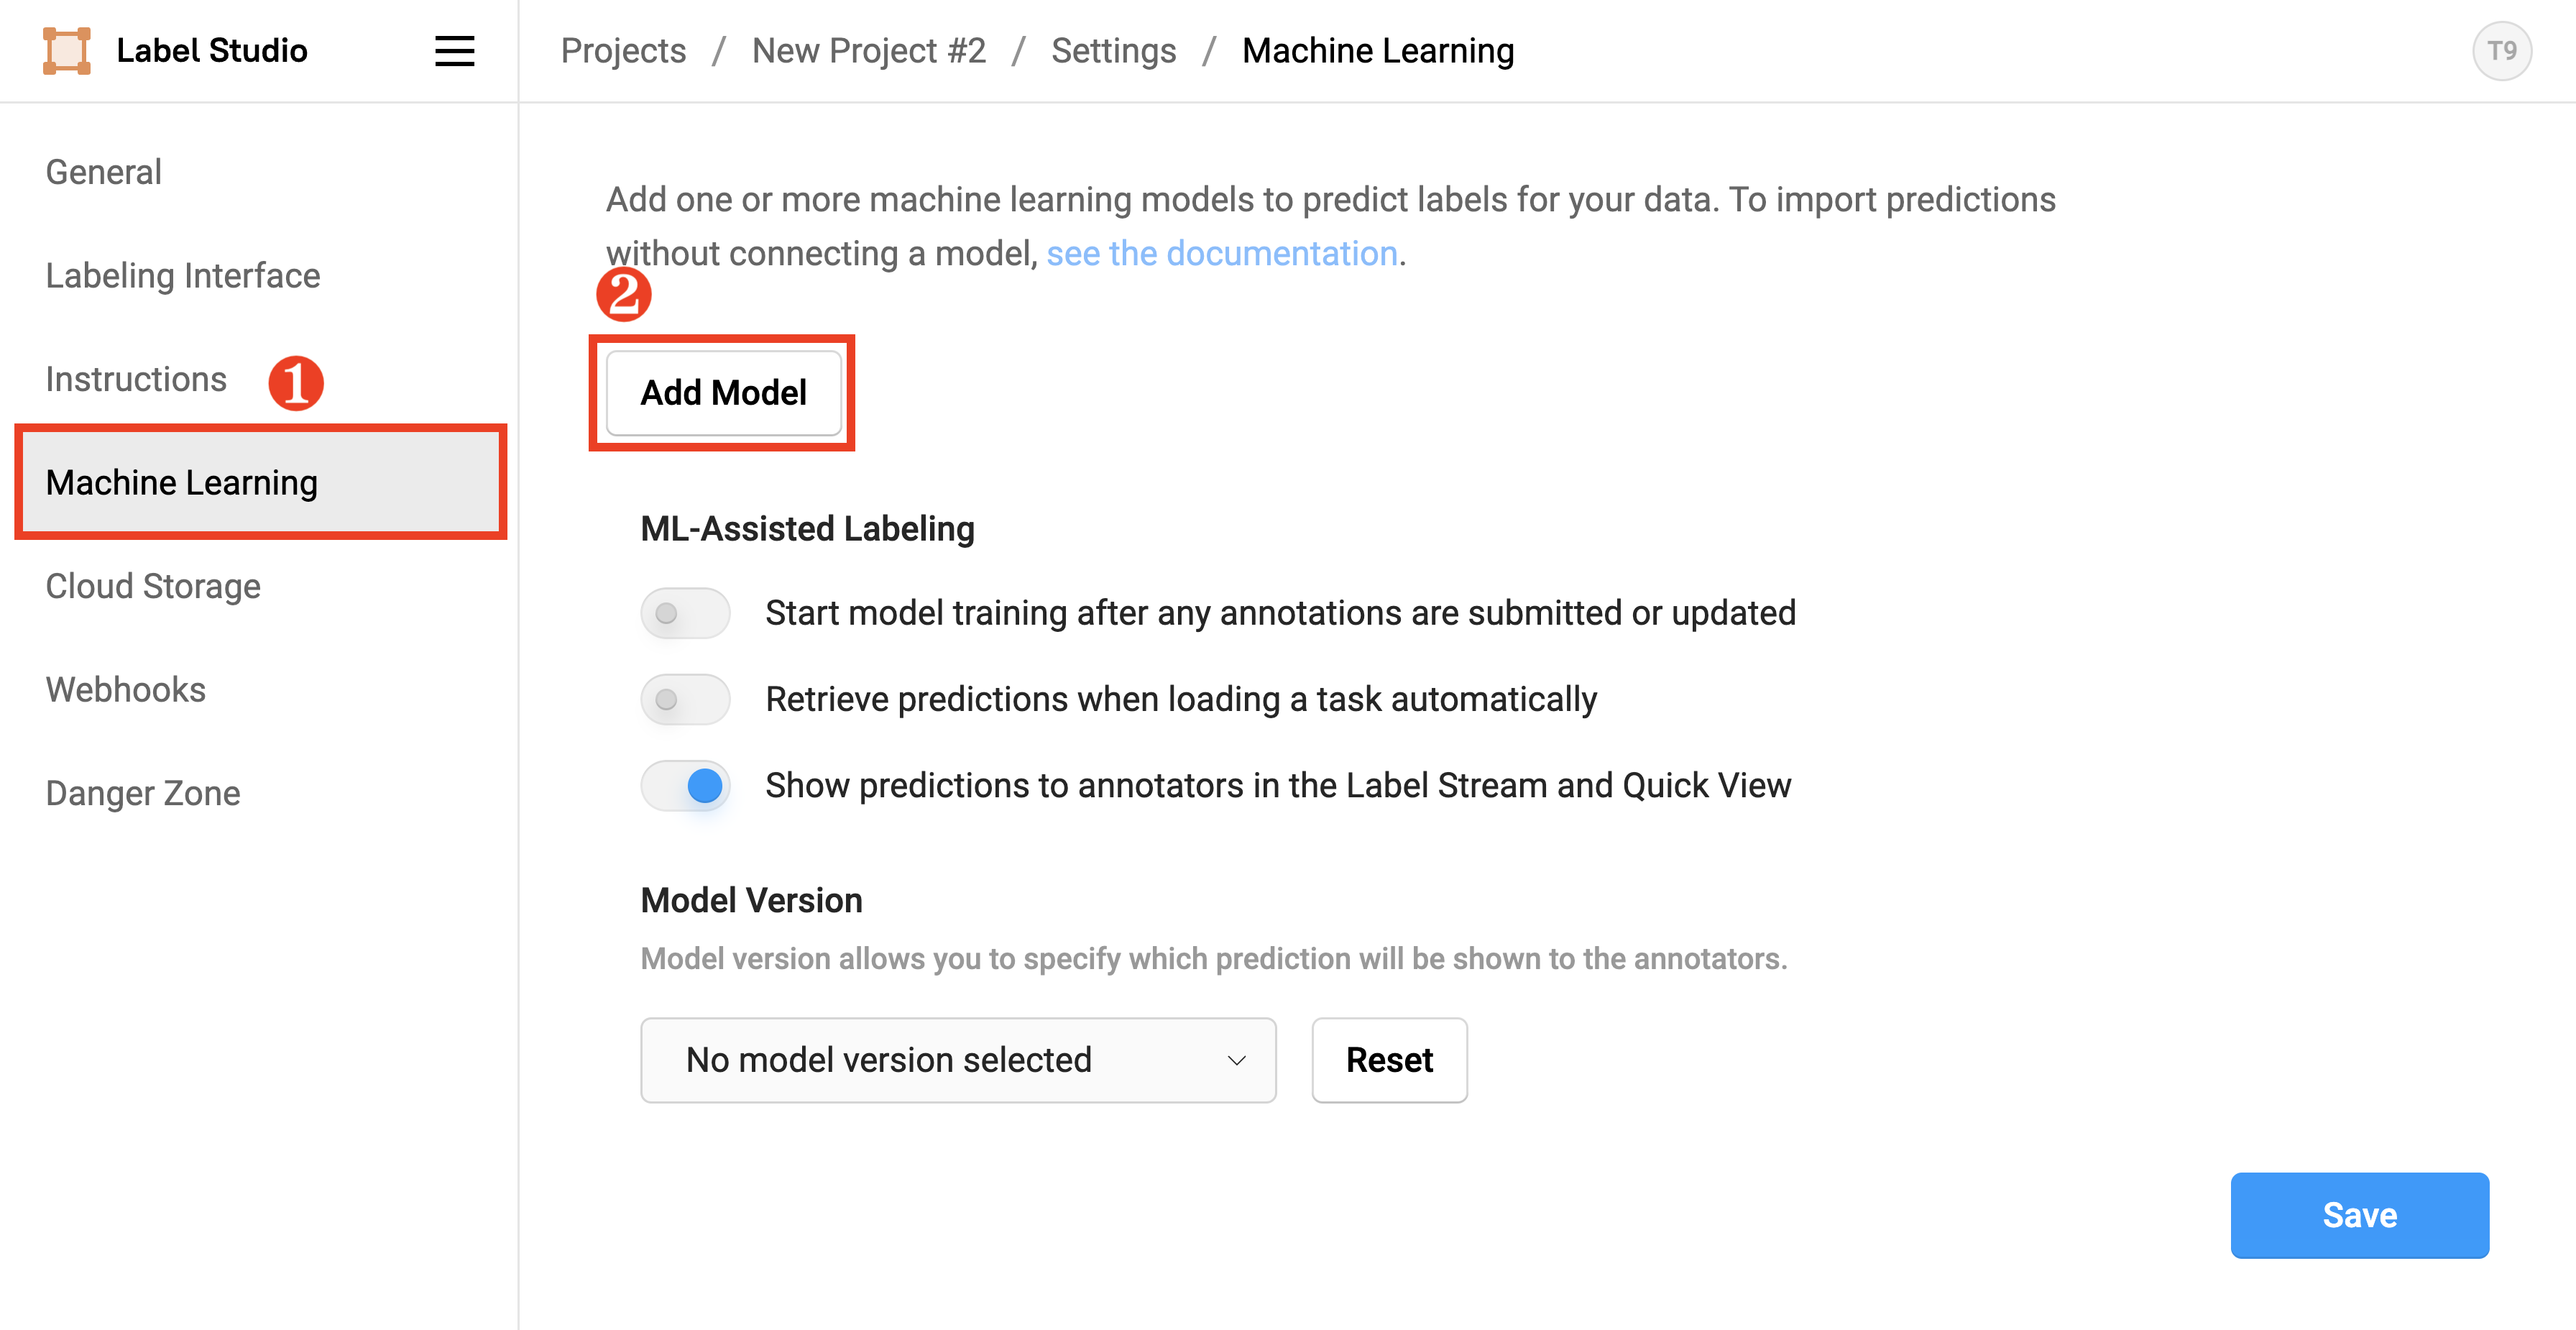 Label Studio
Projects / New Project #2 / Settings / Machine Learning
T9
General
Labeling Interface
Instructions
1
Machine Learning
Cloud Storage
Webhooks
Danger Zone
Add one or more machine learning models to predict labels for your data. To import predictions
without connecting a model, see the documentation.
2
Add Model
ML-Assisted Labeling
Start model training after any annotations are submitted or updated
Retrieve predictions when loading a task automatically
Show predictions to annotators in the Label Stream and Quick View
Model Version
Model version allows you to specify which prediction will be shown to the annotators.
No model version selected
Reset
Save